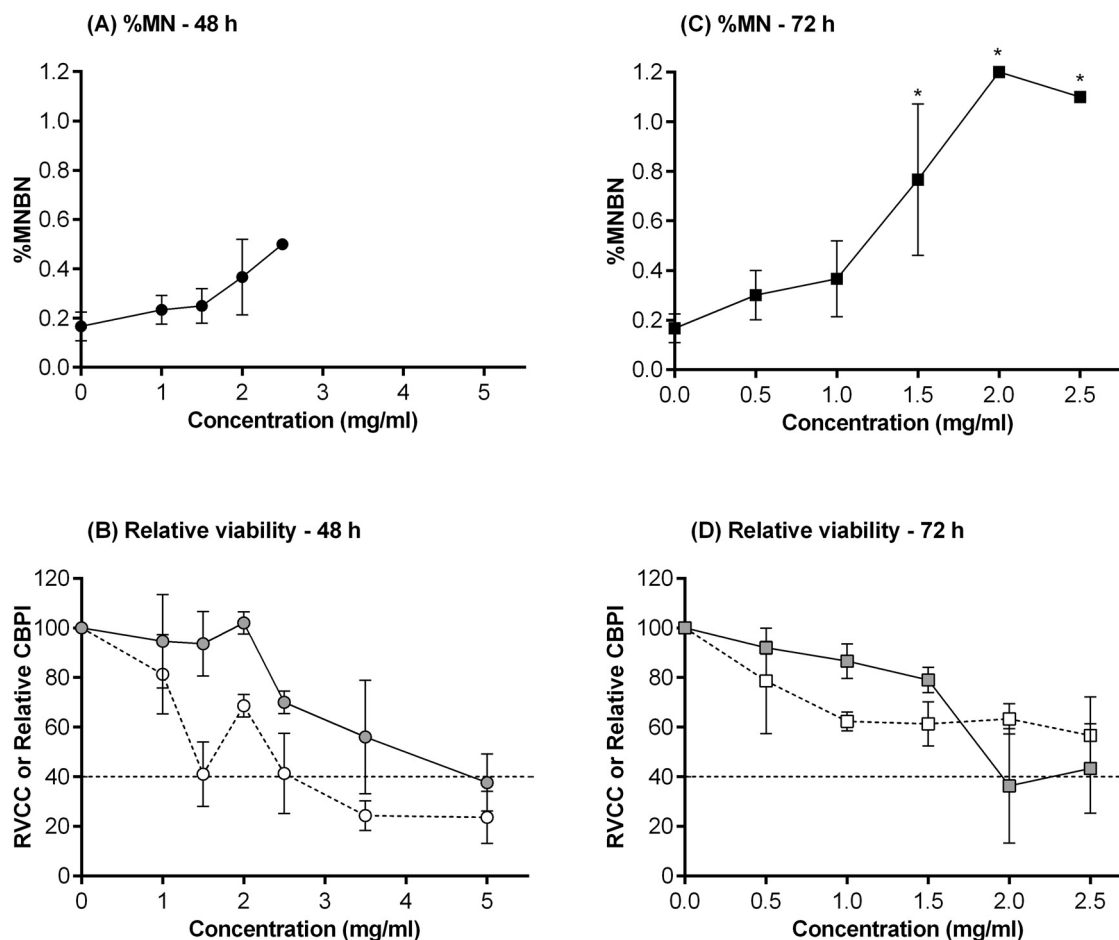 (A) %MN - 48 h
%MNBN
1.2
1.0
0.8
0.6
0.4
0.2
0.0
0 1 2 3 4 5
Concentration (mg/ml)
(C) %MN - 72 h
%MNBN
1.2
1.0
0.8
0.6
0.4
0.2
0.0
* * *
0.0 0.5 1.0 1.5 2.0 2.5
Concentration (mg/ml)
(B) Relative viability - 48 h
RVCC or Relative CBPI
120
100
80
60
40
20
0
0 1 2 3 4 5
Concentration (mg/ml)
(D) Relative viability - 72 h
RVCC or Relative CBPI
120
100
80
60
40
20
0
0.0 0.5 1.0 1.5 2.0 2.5
Concentration (mg/ml)